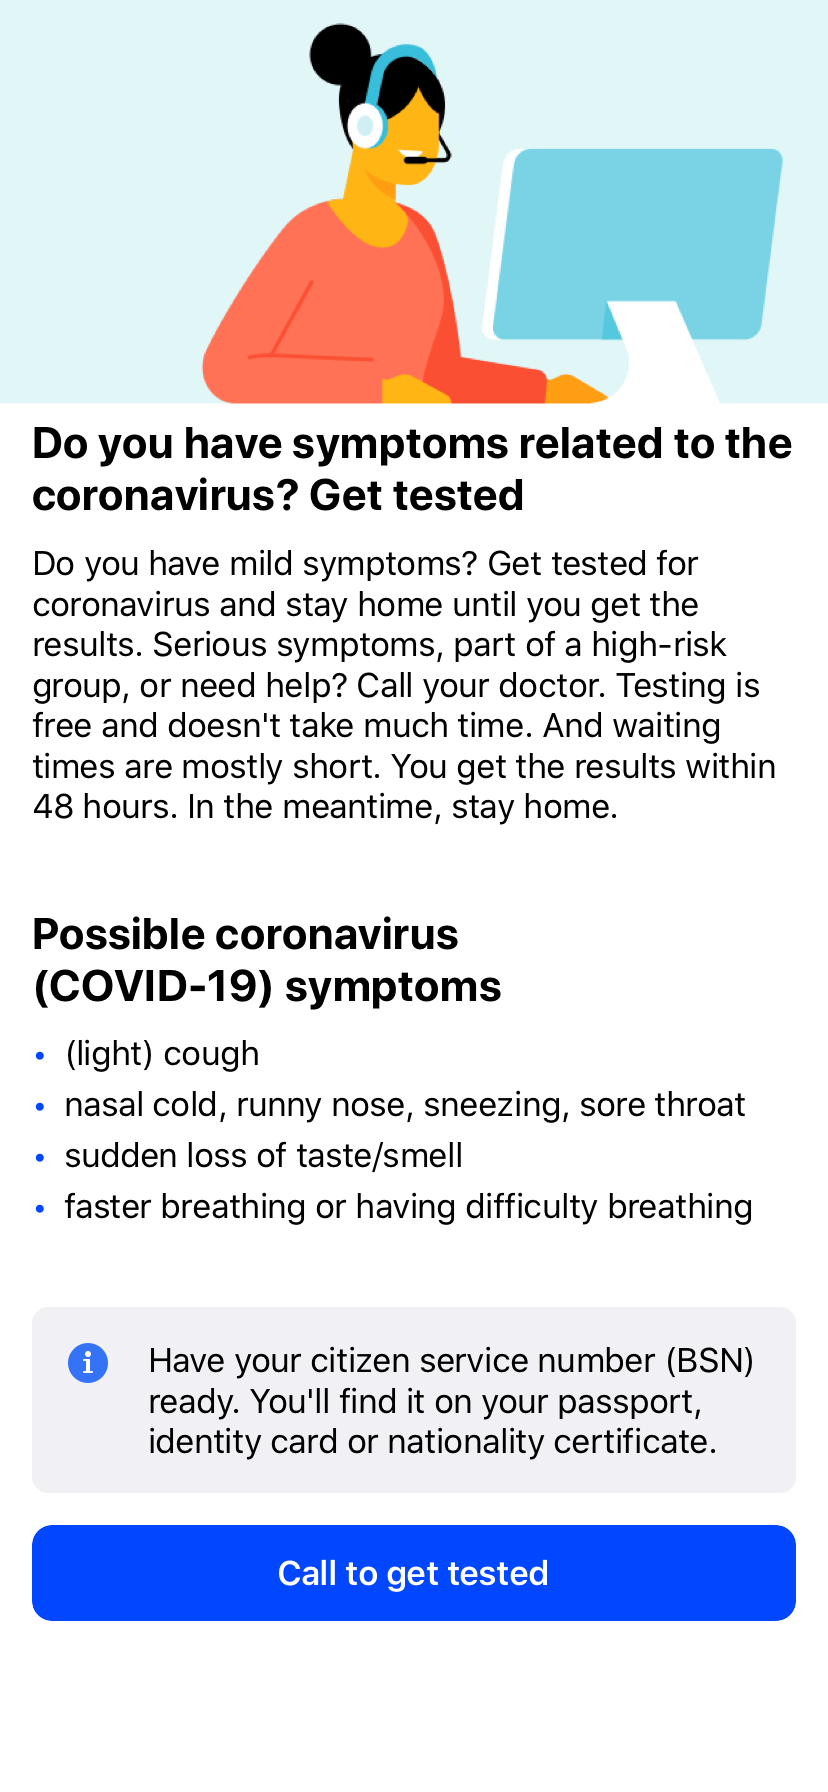 Do you have symptoms related to the
coronavirus? Get tested
Do you have mild symptoms? Get tested for
coronavirus and stay home until you get the
results. Serious symptoms, part of a high-risk
group, or need help? Call your doctor. Testing is
free and doesn't take much time. And waiting
times are mostly short. You get the results within
48 hours. In the meantime, stay home.
Possible coronavirus
(COVID-19) symptoms
• (light) cough
• nasal cold, runny nose, sneezing, sore throat
• sudden loss of taste/smell
• faster breathing or having difficulty breathing
Have your citizen service number (BSN)
ready. You'll find it on your passport,
identity card or nationality certificate.
Call to get tested